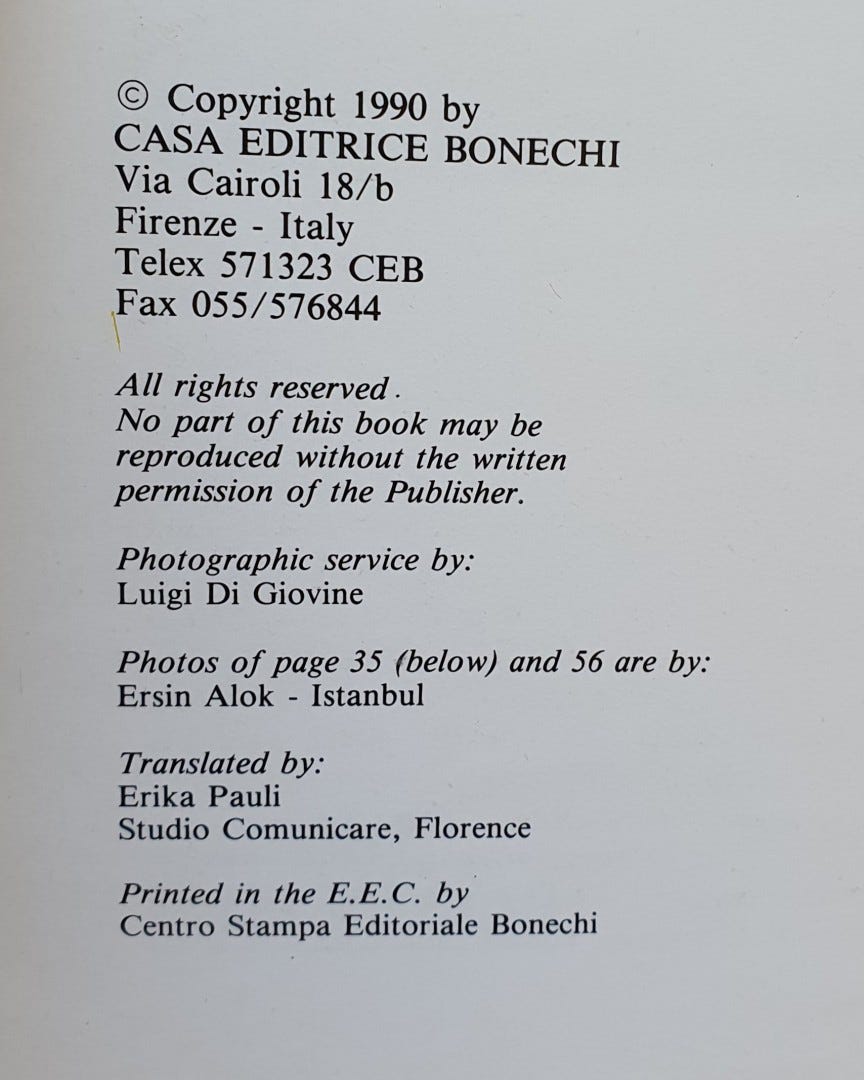 © Copyright 1990 by
CASA EDITRICE BONECHI
Via Cairoli 18/b
Firenze - Italy
Telex 571323 CEB
Fax 055/576844
All rights reserved.
No part of this book may be
reproduced without the written
permission of the Publisher.
Photographic service by:
Luigi Di Giovine
Photos of page 35 (below) and 56 are by:
Ersin Alok - Istanbul
Translated by:
Erika Pauli
Studio Comunicare, Florence
Printed in the E.E.C. by
Centro Stampa Editoriale Bonechi